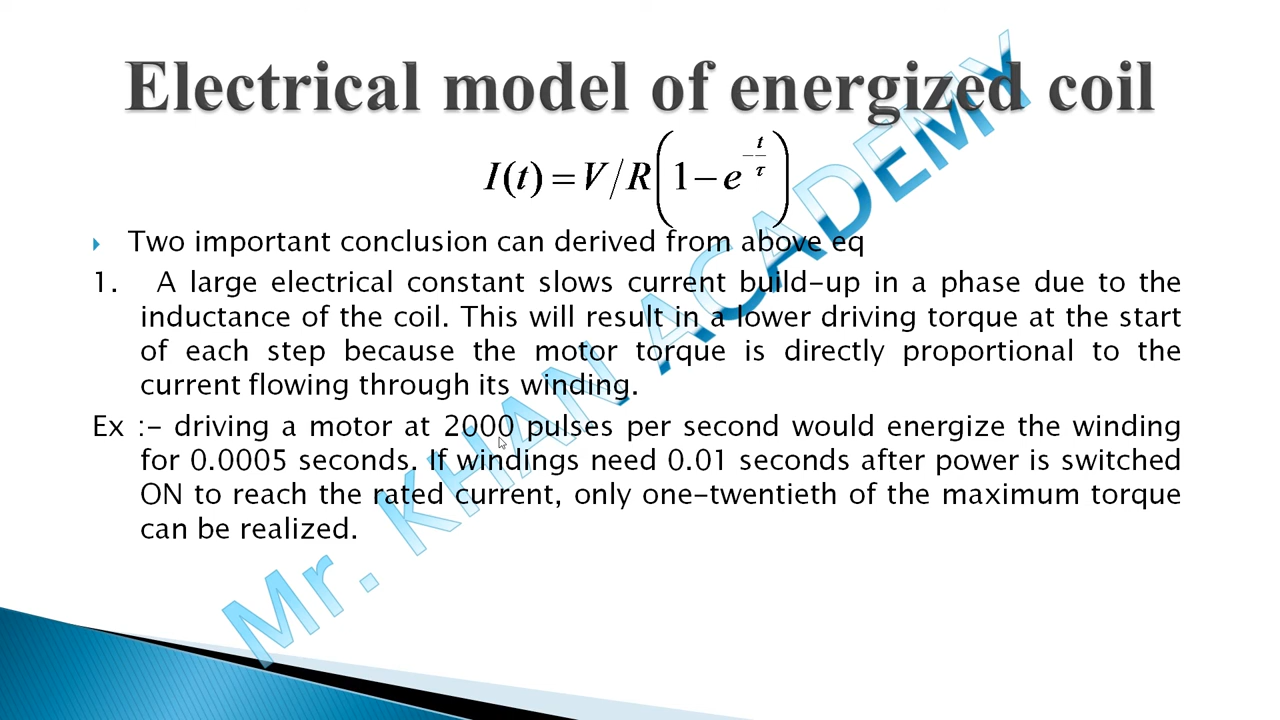 Electrical model of energized coil
I(t) = V/R(1 − e^{−t/τ})
Two important conclusion can derived from above eq
1. A large electrical constant slows current build-up in a phase due to the
inductance of the coil. This will result in a lower driving torque at the start
of each step because the motor torque is directly proportional to the
current flowing through its winding.
Ex :- driving a motor at 2000 pulses per second would energize the winding
for 0.0005 seconds. If windings need 0.01 seconds after power is switched
ON to reach the rated current, only one-twentieth of the maximum torque
can be realized.
Mr. KHAN ACADEMY